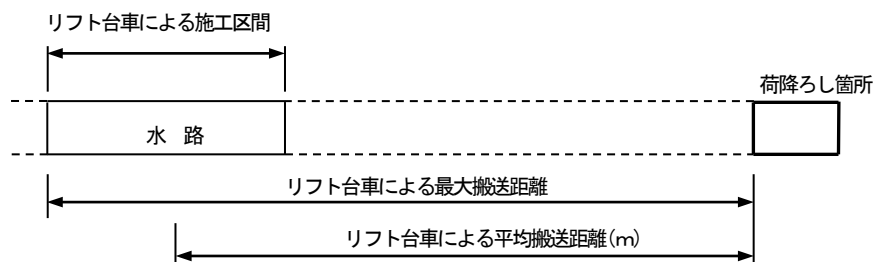 リフト台車による施工区間
荷降ろし箇所
水　路
リフト台車による最大搬送距離
リフト台車による平均搬送距離(m)